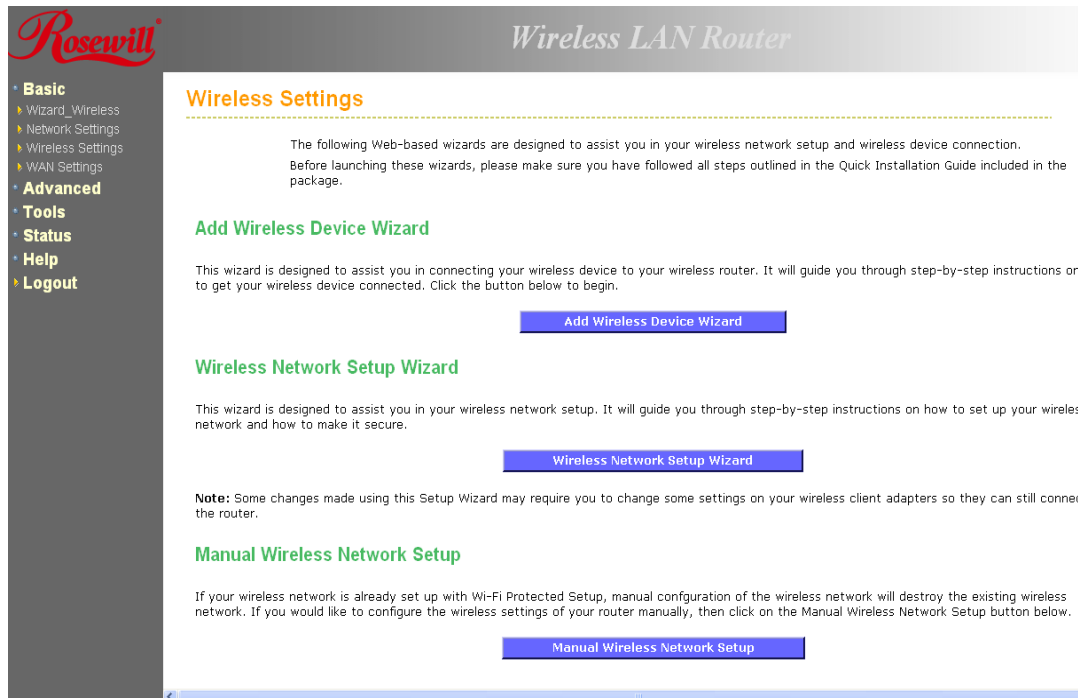 Rosewill
Wireless LAN Router
Basic
Wizard_Wireless
Network Settings
Wireless Settings
WAN Settings
Advanced
Tools
Status
Help
Logout
Wireless Settings
The following Web-based wizards are designed to assist you in your wireless network setup and wireless device connection.
Before launching these wizards, please make sure you have followed all steps outlined in the Quick Installation Guide included in the
package.
Add Wireless Device Wizard
This wizard is designed to assist you in connecting your wireless device to your wireless router. It will guide you through step-by-step instructions on
to get your wireless device connected. Click the button below to begin.
Add Wireless Device Wizard
Wireless Network Setup Wizard
This wizard is designed to assist you in your wireless network setup. It will guide you through step-by-step instructions on how to set up your
network and how to make it secure.
Wireless Network Setup Wizard
Note: Some changes made using this Setup Wizard may require you to change some settings on your wireless client adapters so they can still
the router.
Manual Wireless Network Setup
If your wireless network is already set up with Wi-Fi Protected Setup, manual confguration of the wireless network will destroy the existing wireless
network. If you would like to configure the wireless settings of your router manually, then click on the Manual Wireless Network Setup button below.
Manual Wireless Network Setup